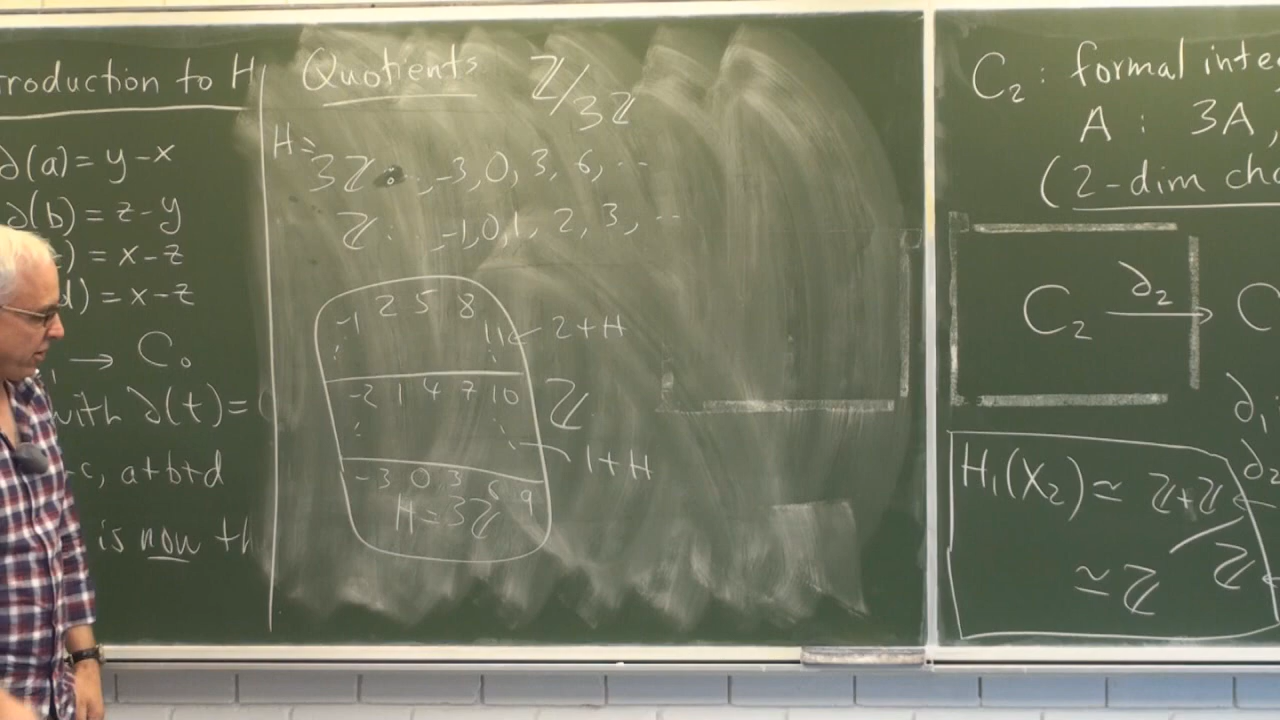 troduction to H
∂(a) = y-x
∂(b) = z-y
) = x-z
d) = x-z
→ C₀
with ∂(t) =
-c, a+b+d
is now th
Quotients ℤ/3ℤ
H =
3ℤ: .., -3, 0, 3, 6, ...
ℤ: .., -1, 0, 1, 2, 3, ...
-1 2 5 8 11 2+H
-2 1 4 7 10 ℤ
1+H
-3 0 3 6 9
H = 3ℤ
C₂: formal inte
A: 3A,
(2-dim cha
C₂ ∂₂→ C
∂₁
∂₂
H₁(X₂) ≃ ℤ+ℤ
ℤ
≃ ℤ